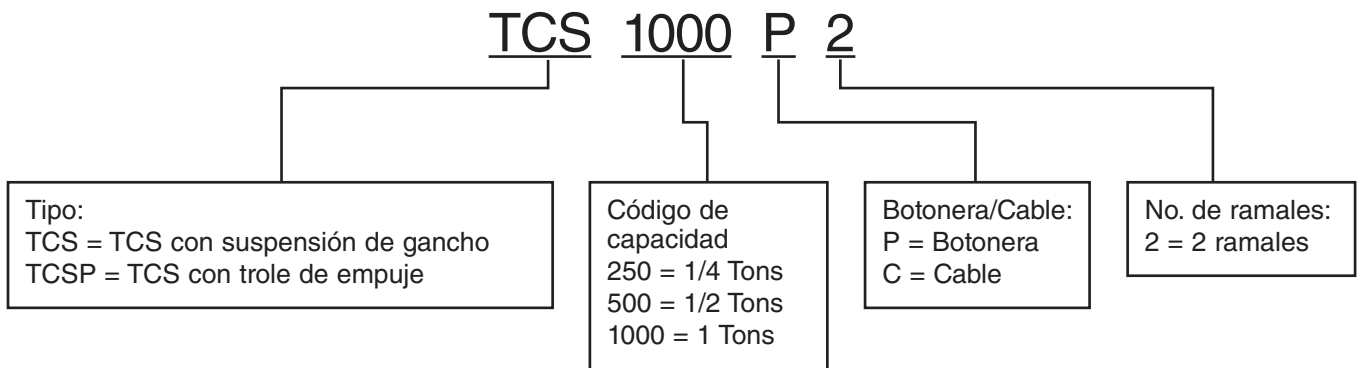 TCS 1000 P 2
Tipo:
TCS = TCS con suspensión de gancho
TCSP = TCS con trole de empuje
Código de
capacidad
250 = 1/4 Tons
500 = 1/2 Tons
1000 = 1 Tons
Botonera/Cable:
P = Botonera
C = Cable
No. de ramales:
2 = 2 ramales